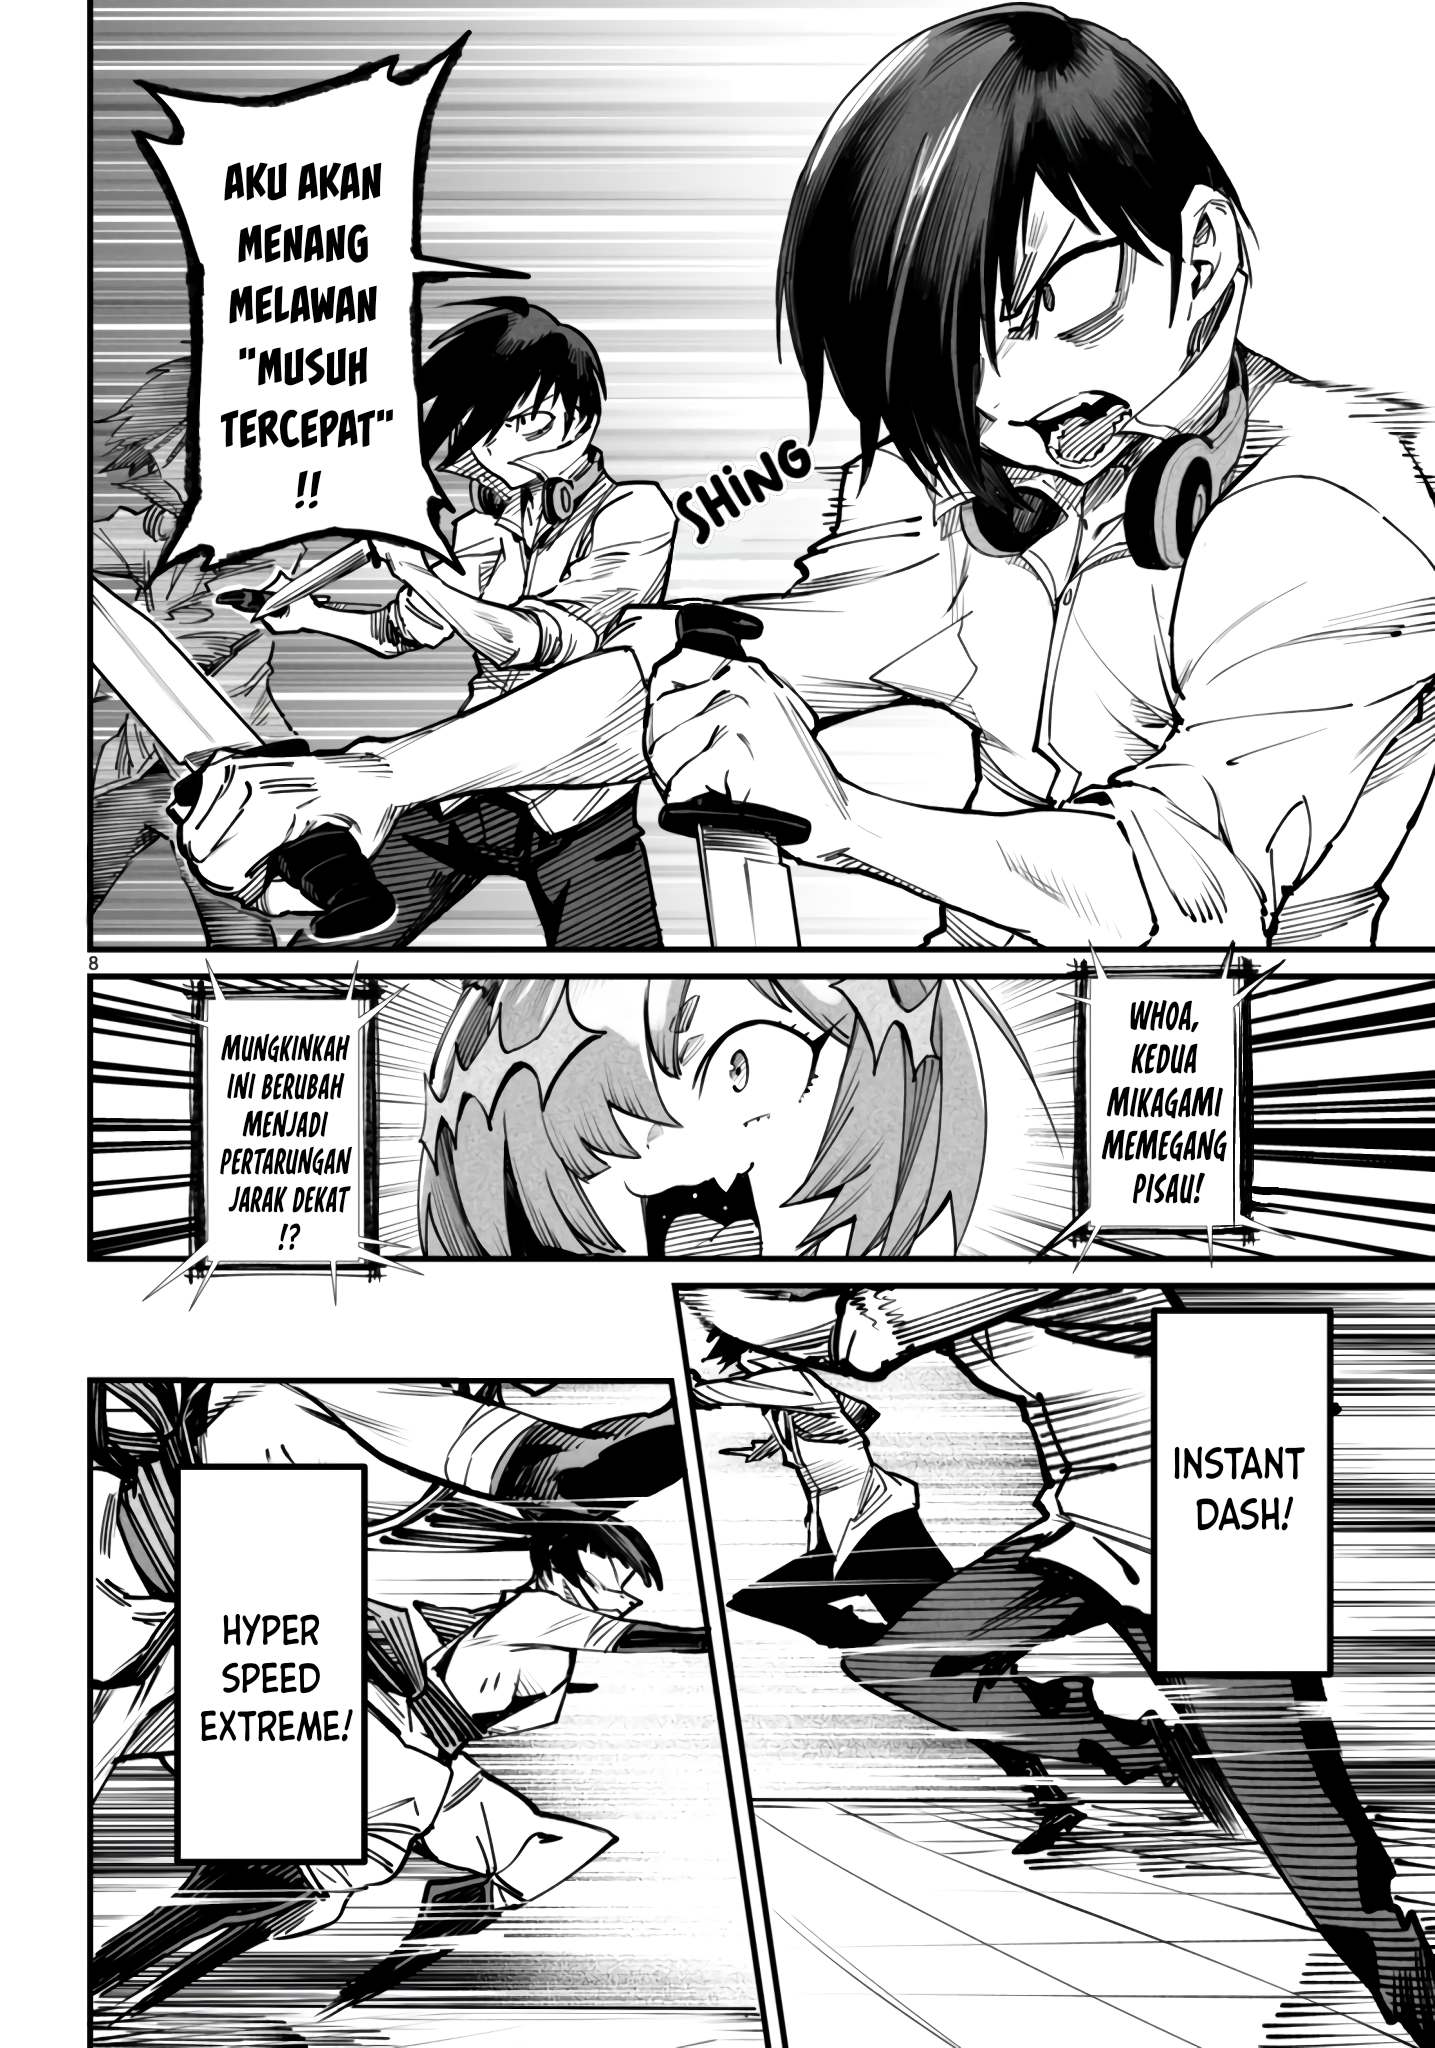 AKU AKAN
MENANG
MELAWAN
"MUSUH
TERCEPAT"
!!
SHING
8
WHOA,
KEDUA
MIKAGAMI
MEMEGANG
PISAU!
MUNGKINKAH
INI BERUBAH
MENJADI
PERTARUNGAN
JARAK DEKAT
!?
INSTANT
DASH!
HYPER
SPEED
EXTREME!